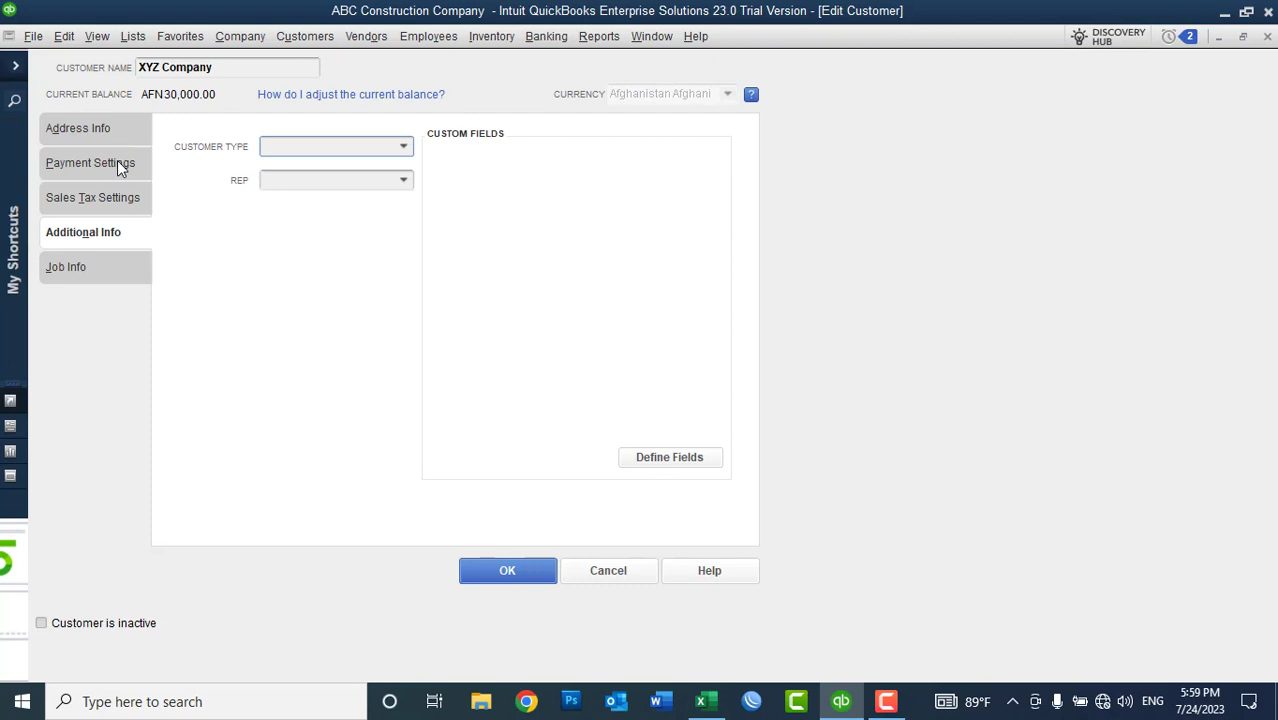 ABC Construction Company - Intuit QuickBooks Enterprise Solutions 23.0 Trial Version - [Edit Customer]
File Edit View Lists Favorites Company Customers Vendors Employees Inventory Banking Reports Window Help DISCOVERY HUB 2
CUSTOMER NAME XYZ Company
CURRENT BALANCE AFN30,000.00 How do I adjust the current balance? CURRENCY Afghanistan Afghani ?
Address Info
Payment Settings
Sales Tax Settings
Additional Info
Job Info
CUSTOMER TYPE
REP
CUSTOM FIELDS
Define Fields
OK Cancel Help
Customer is inactive
My Shortcuts
Type here to search
89°F
ENG
5:59 PM
7/24/2023